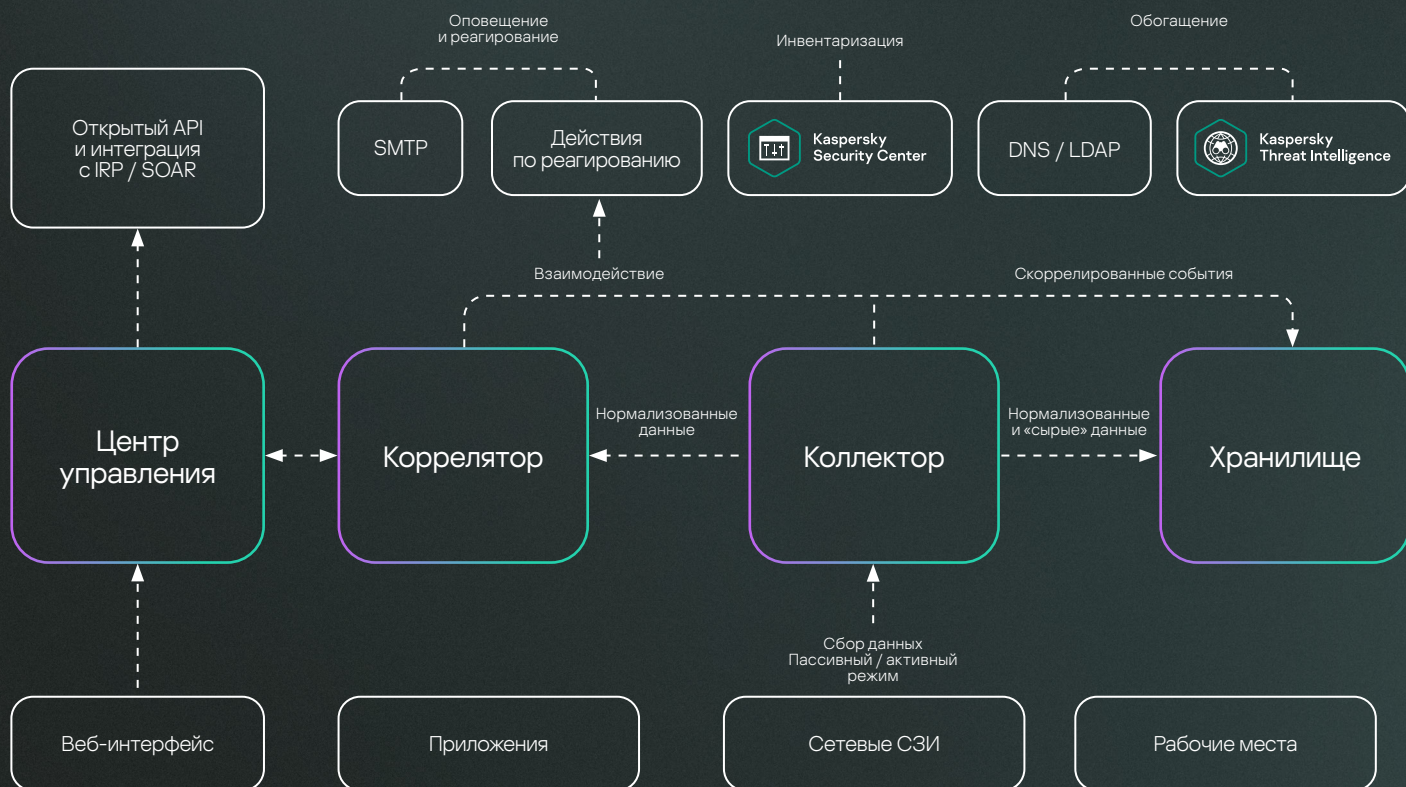 Оповещение
и реагирование
Инвентаризация
Обогащение
Открытый API
и интеграция
с IRP / SOAR
SMTP
Действия
по реагированию
Kaspersky
Security Center
DNS / LDAP
Kaspersky
Threat Intelligence
Взаимодействие
Скоррелированные события
Центр
управления
Коррелятор
Нормализованные
данные
Коллектор
Нормализованные
и «сырые» данные
Хранилище
Сбор данных
Пассивный / активный
режим
Веб-интерфейс
Приложения
Сетевые СЗИ
Рабочие места